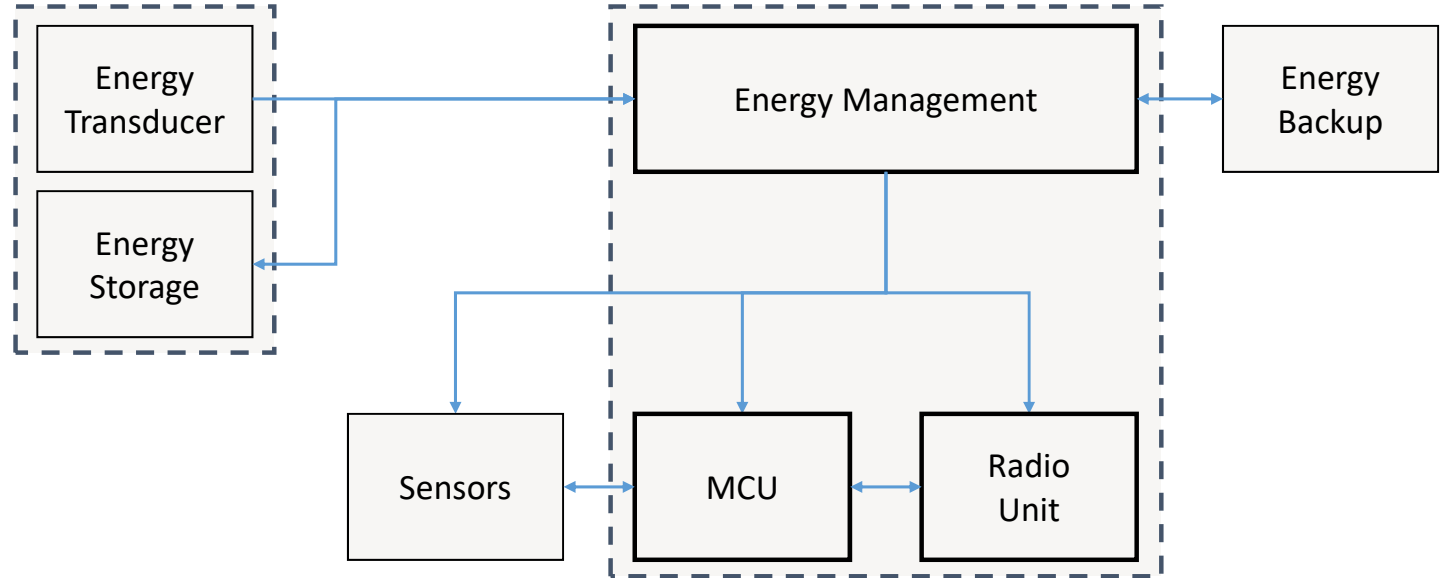 Energy
Transducer
Energy Management
Energy
Backup
Energy
Storage
Sensors
MCU
Radio
Unit